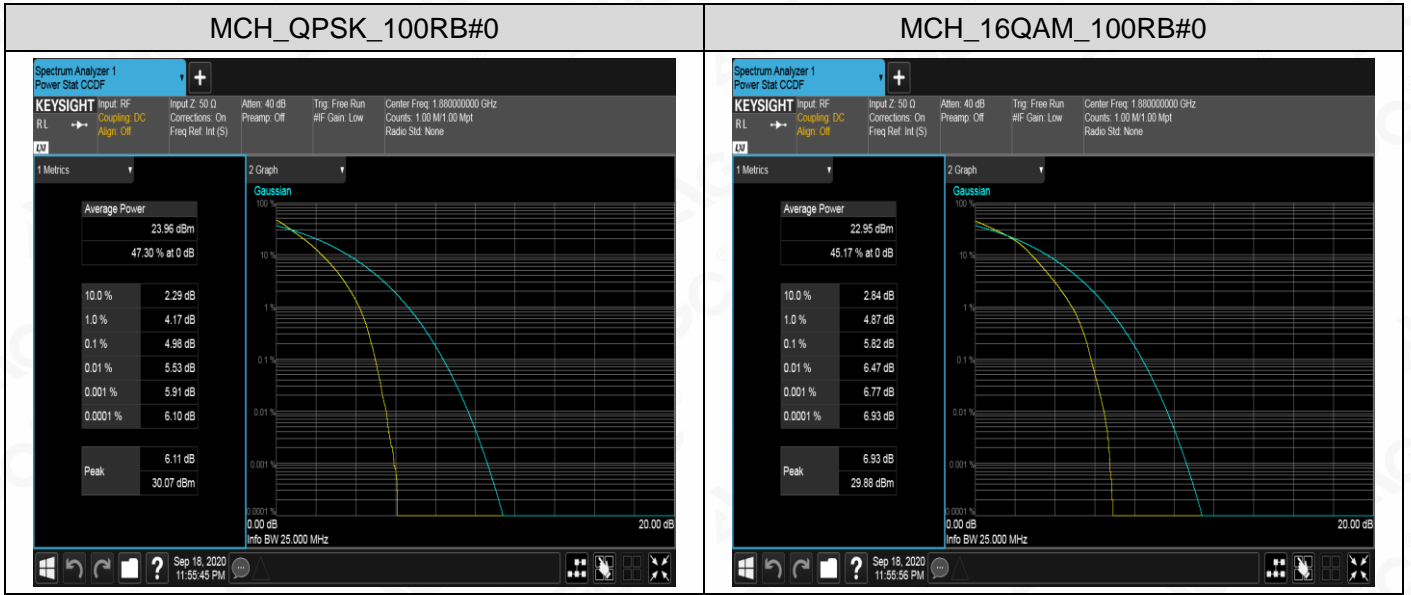 MCH_QPSK_100RB#0
Spectrum Analyzer 1
Power Stat CCDF
KEYSIGHT
RL
LXI
Input: RF
Coupling: DC
Align: Off
Input Z: 50 Ω
Corrections: On
Freq Ref: Int (S)
Atten: 40 dB
Preamp: Off
Trig: Free Run
#IF Gain: Low
Center Freq: 1.880000000 GHz
Counts: 1.00 M/1.00 Mpt
Radio Std: None
1 Metrics
Average Power
23.96 dBm
47.30 % at 0 dB
10.0 % 2.29 dB
1.0 % 4.17 dB
0.1 % 4.98 dB
0.01 % 5.53 dB
0.001 % 5.91 dB
0.0001 % 6.10 dB
Peak
6.11 dB
30.07 dBm
2 Graph
Gaussian
100 %
10 %
1 %
0.1 %
0.01 %
0.001 %
0.0001 %
0.00 dB
20.00 dB
Info BW 25.000 MHz
Sep 18, 2020
11:55:45 PM
MCH_16QAM_100RB#0
Spectrum Analyzer 1
Power Stat CCDF
KEYSIGHT
RL
LXI
Input: RF
Coupling: DC
Align: Off
Input Z: 50 Ω
Corrections: On
Freq Ref: Int (S)
Atten: 40 dB
Preamp: Off
Trig: Free Run
#IF Gain: Low
Center Freq: 1.880000000 GHz
Counts: 1.00 M/1.00 Mpt
Radio Std: None
1 Metrics
Average Power
22.95 dBm
45.17 % at 0 dB
10.0 % 2.84 dB
1.0 % 4.87 dB
0.1 % 5.82 dB
0.01 % 6.47 dB
0.001 % 6.77 dB
0.0001 % 6.93 dB
Peak
6.93 dB
29.88 dBm
2 Graph
Gaussian
100 %
10 %
1 %
0.1 %
0.01 %
0.001 %
0.0001 %
0.00 dB
20.00 dB
Info BW 25.000 MHz
Sep 18, 2020
11:55:56 PM